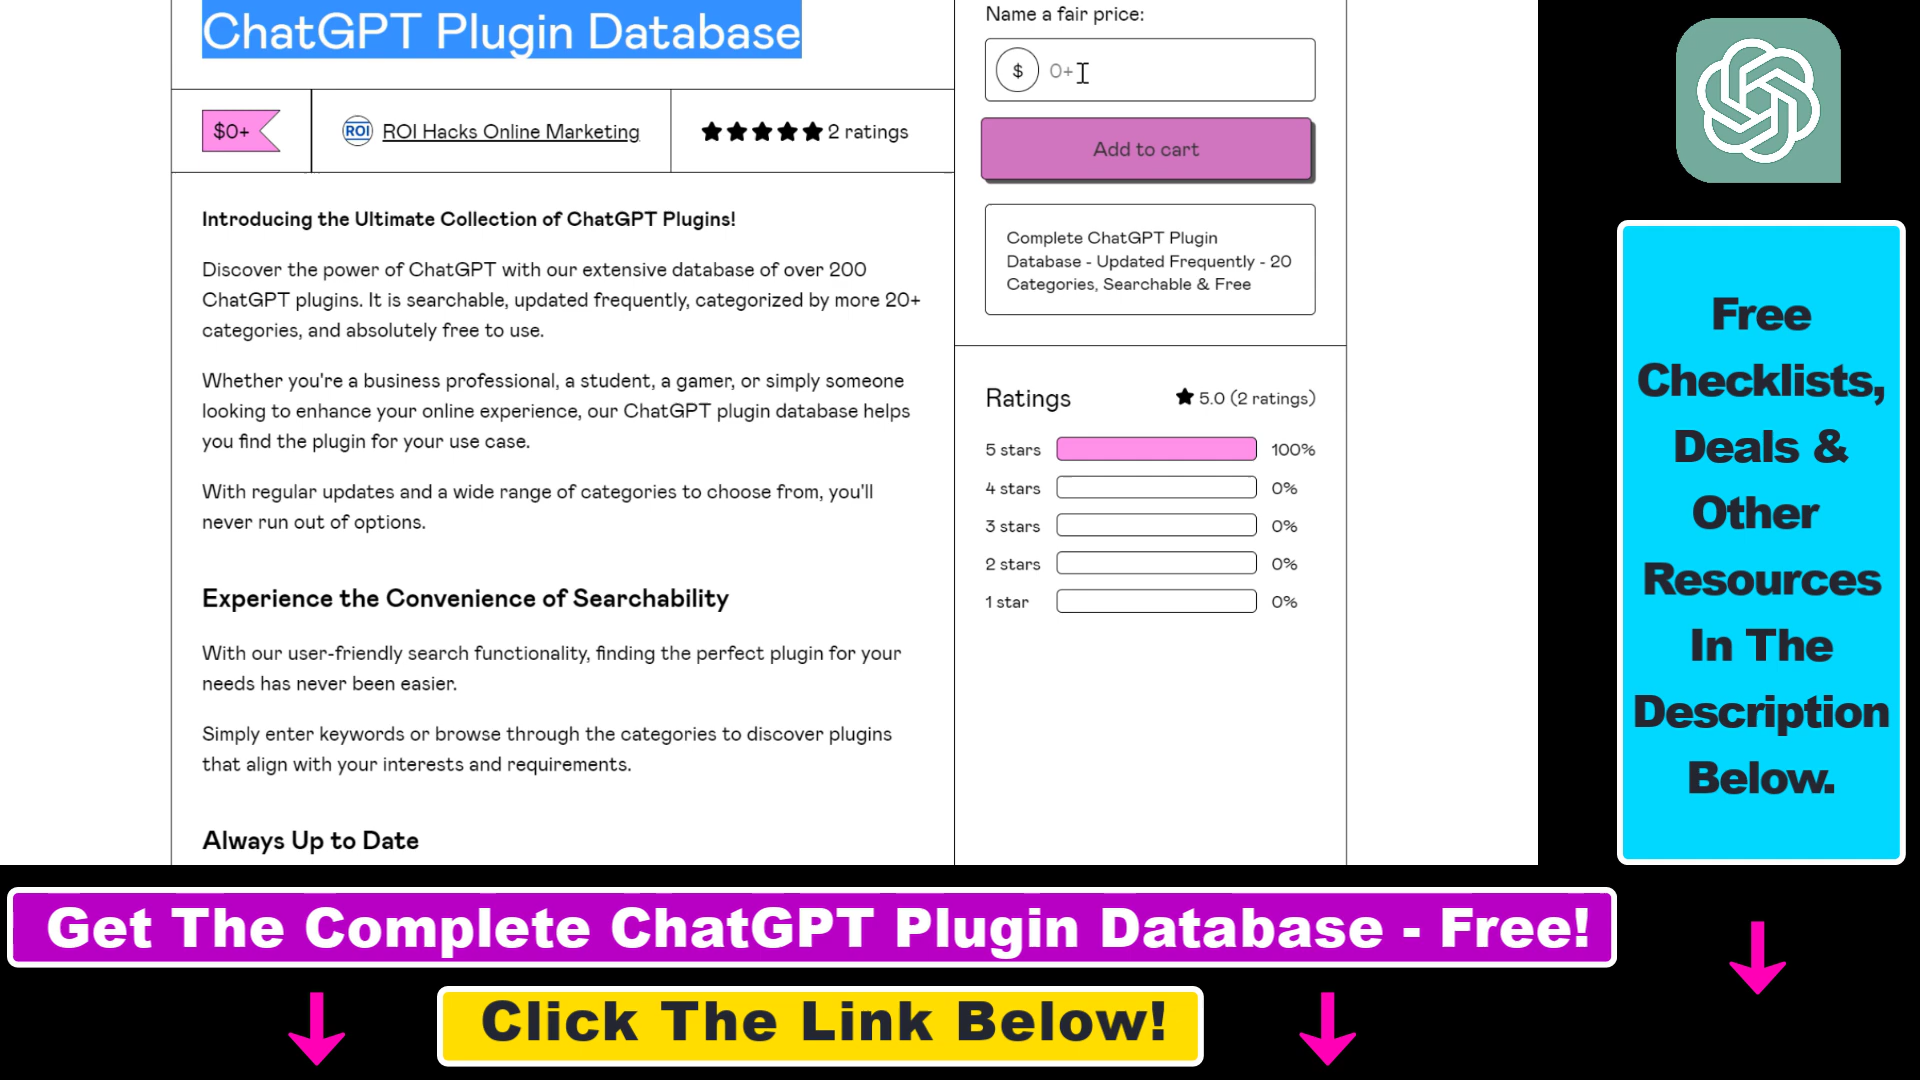 ChatGPT Plugin Database
$0+
ROI
ROI Hacks Online Marketing
2 ratings
Introducing the Ultimate Collection of ChatGPT Plugins!
Discover the power of ChatGPT with our extensive database of over 200
ChatGPT plugins. It is searchable, updated frequently, categorized by more 20+
categories, and absolutely free to use.
Whether you're a business professional, a student, a gamer, or simply someone
looking to enhance your online experience, our ChatGPT plugin database helps
you find the plugin for your use case.
With regular updates and a wide range of categories to choose from, you'll
never run out of options.
Experience the Convenience of Searchability
With our user-friendly search functionality, finding the perfect plugin for your
needs has never been easier.
Simply enter keywords or browse through the categories to discover plugins
that align with your interests and requirements.
Always Up to Date
Name a fair price:
$ 0+
Add to cart
Complete ChatGPT Plugin
Database - Updated Frequently - 20
Categories, Searchable & Free
Ratings
5.0 (2 ratings)
5 stars 100%
4 stars 0%
3 stars 0%
2 stars 0%
1 star 0%
Free
Checklists,
Deals &
Other
Resources
In The
Description
Below.
Get The Complete ChatGPT Plugin Database - Free!
Click The Link Below!